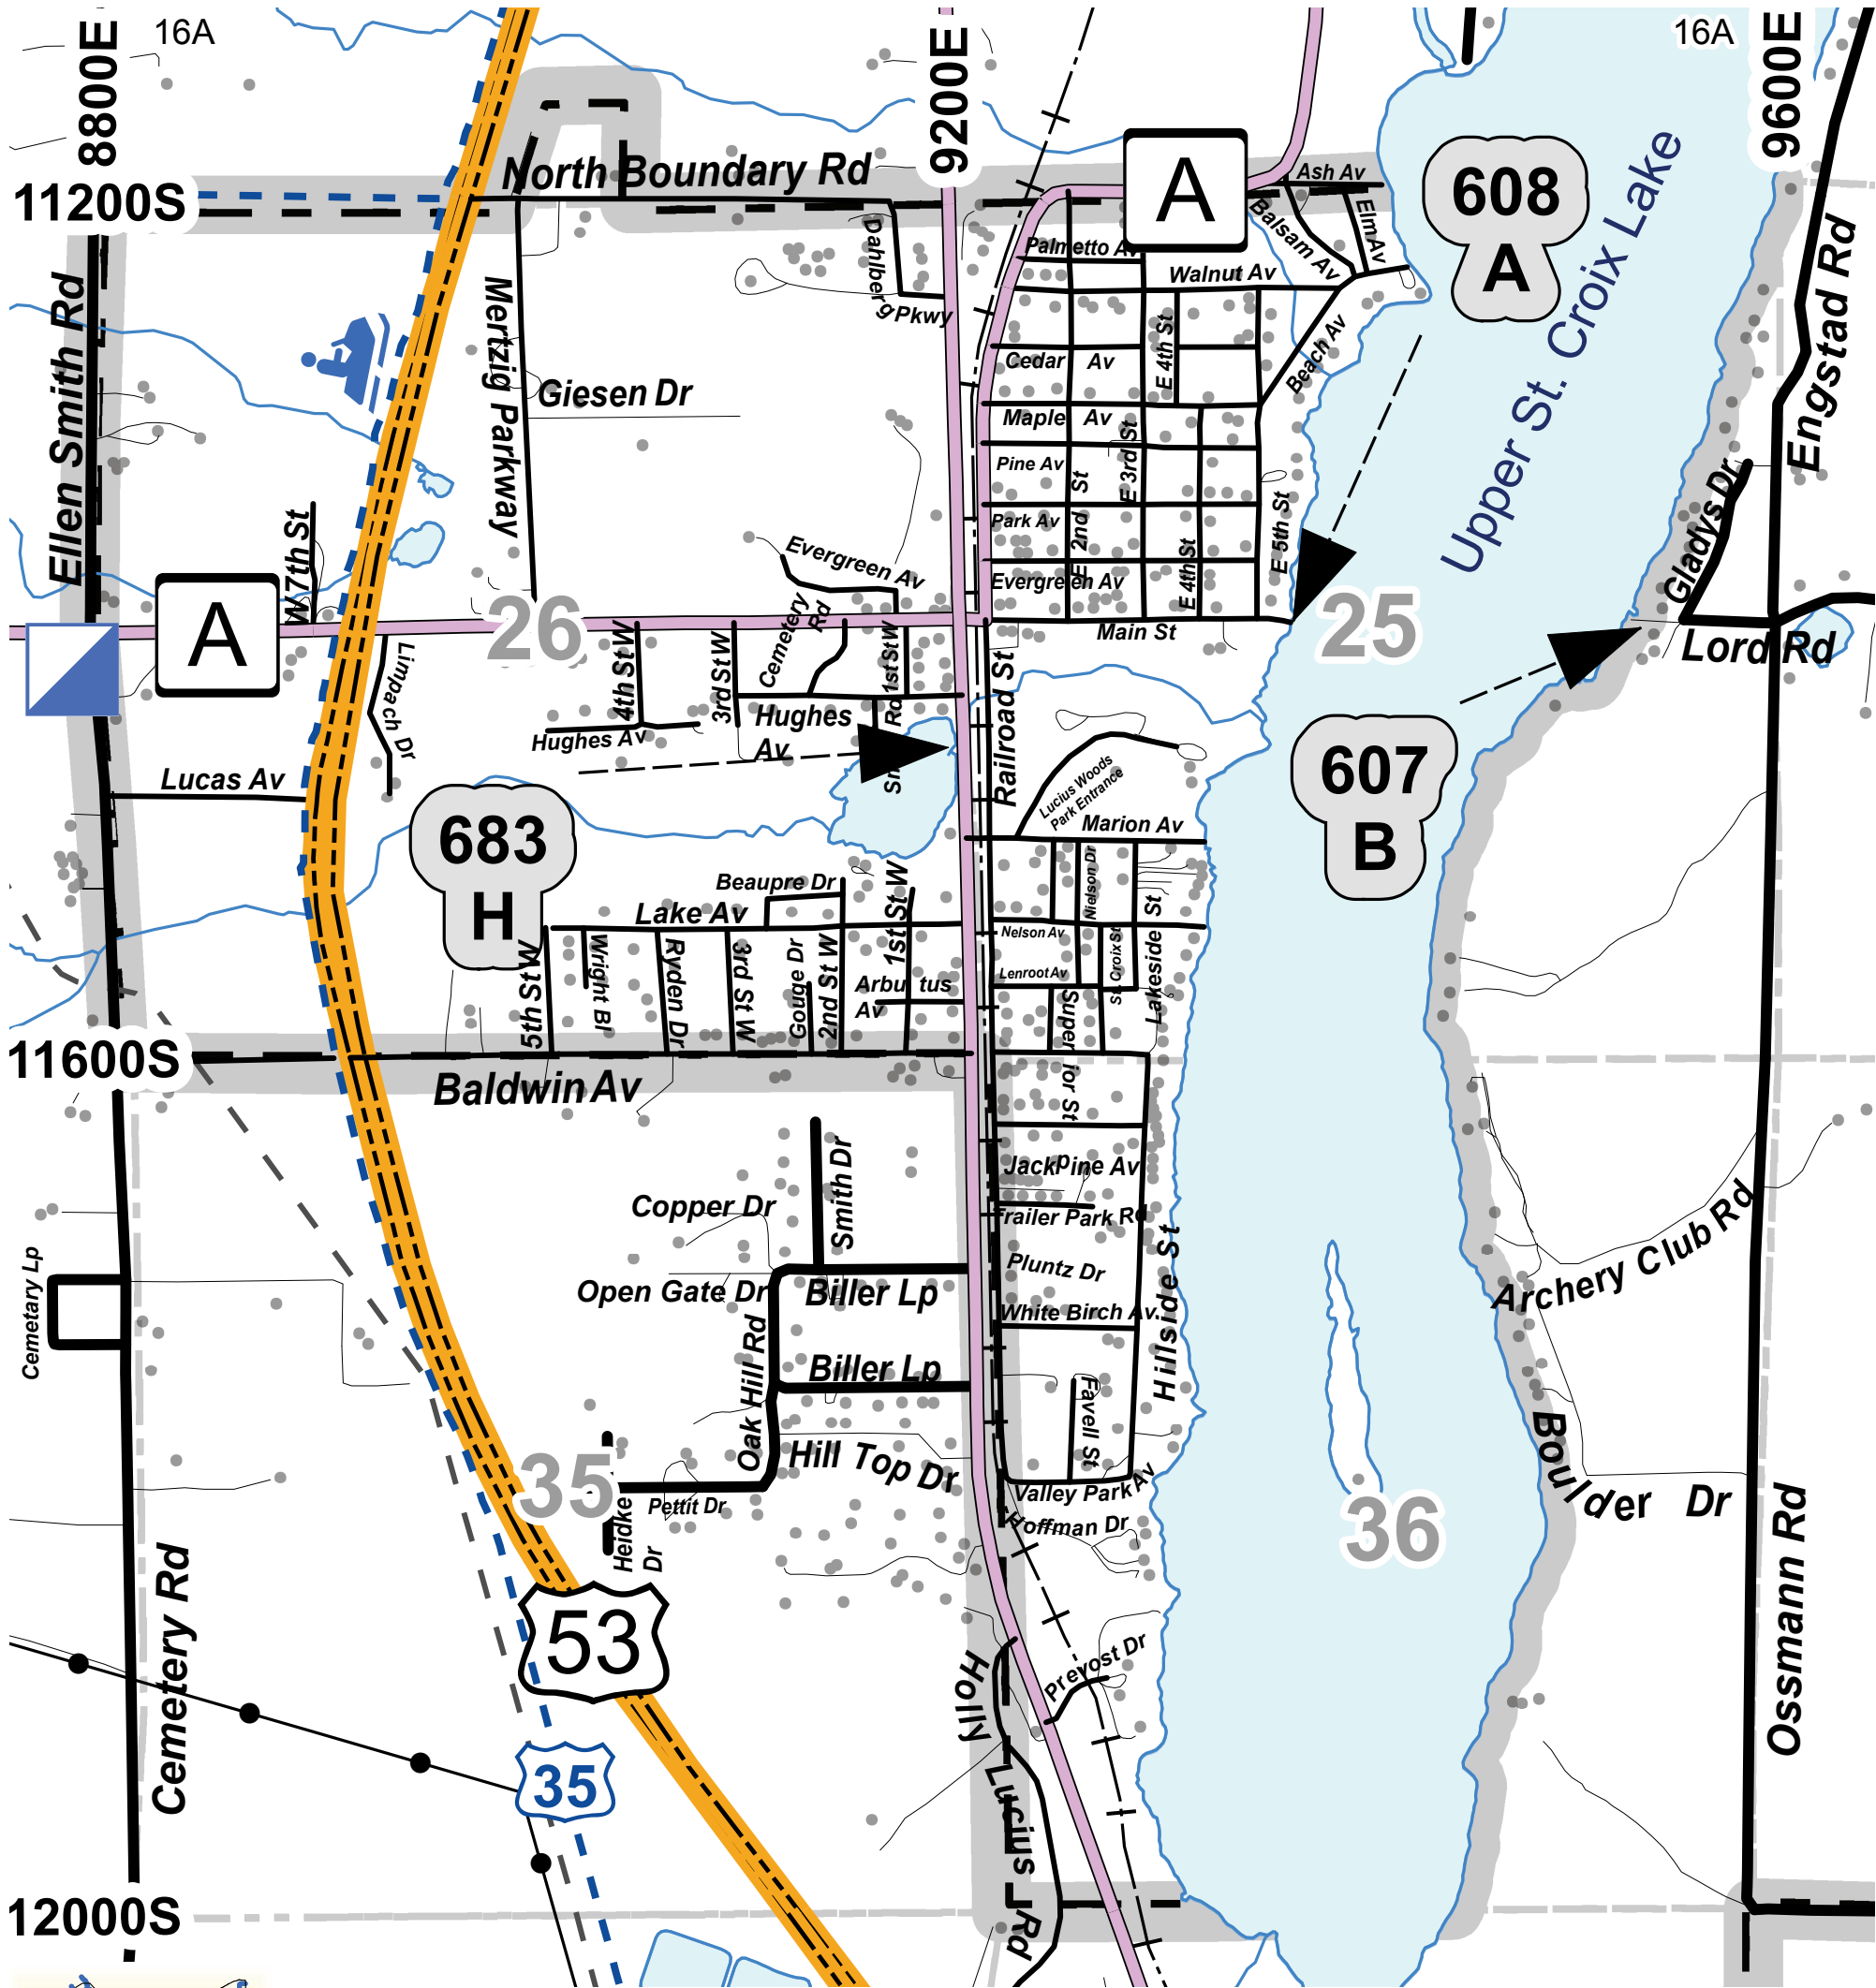 16A
16A
8800E
9200E
9600E
11200S
North Boundary Rd
A
Ash Av
608
A
Balsam Av
Elm Av
Palmetto Av
Walnut Av
Dahlberg Pkwy
Upper St. Croix Lake
Engstad Rd
Ellen Smith Rd
Mertzig Parkway
Giesen Dr
Cedar Av
E 4th St
Beach Av
Maple Av
E 3rd St
Pine Av
E 2nd St
Park Av
E 5th St
E 4th St
Evergreen Av
Evergreen Av
Gladys Dr
W 7th St
A
26
25
Main St
Lord Rd
Cemetery Rd
4th St W
3rd St W
1st St W
Limpach Dr
Hughes Av
Hughes Av
Railroad St
Lucius Woods
Park Entrance
607
B
Lucas Av
683
H
Marion Av
Beaupre Dr
Lake Av
1st St W
Nielson Dr
Nelson Av
Lakeside St
St. Croix St
Lenroot Av
Superior St
5th St W
Wright Bl
Ryden Dr
3rd St W
Gouge Dr
2nd St W
Arbutus Av
11600S
Baldwin Av
Smith Dr
Jackpine Av
Copper Dr
Trailer Park Rd
Hillside St
Archery Club Rd
Cemetary Lp
Open Gate Dr
Biller Lp
Pluntz Dr
White Birch Av.
Oak Hill Rd
Biller Lp
Favell St
Boulder Dr
Hill Top Dr
35
Pettit Dr
Heidke Dr
Valley Park Av
Hoffman Dr
36
Ossmann Rd
Cemetery Rd
53
Prevost Dr
Holly Lucius Rd
35
12000S